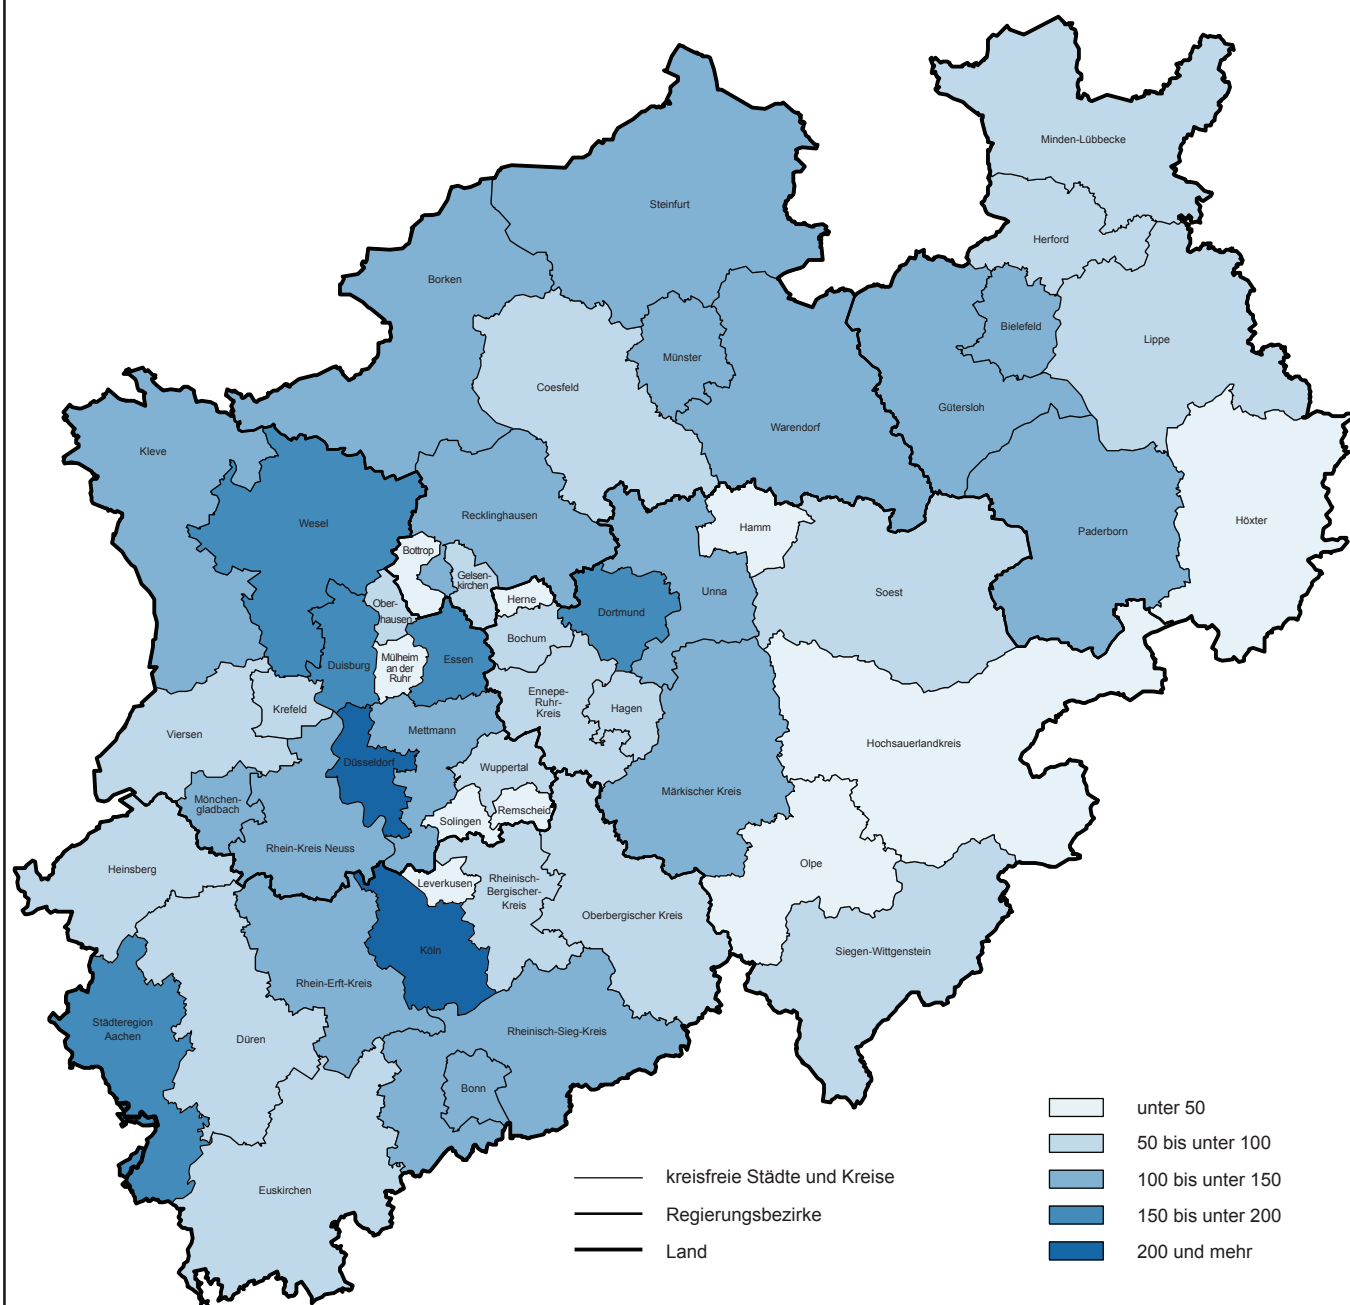 Minden-Lübbecke
Steinfurt
Herford
Borken
Bielefeld
Lippe
Münster
Coesfeld
Gütersloh
Warendorf
Kleve
Recklinghausen
Wesel
Höxter
Hamm
Paderborn
Bottrop
Gelsen-
kirchen
Unna
Soest
Herne
Ober-
hausen
Dortmund
Bochum
Duisburg
Mülheim
an der
Ruhr
Essen
Ennepe-
Ruhr-
Kreis
Hagen
Krefeld
Viersen
Mettmann
Hochsauerlandkreis
Düsseldorf
Wuppertal
Märkischer Kreis
Mönchen-
gladbach
Solingen
Remscheid
Rhein-Kreis Neuss
Olpe
Heinsberg
Leverkusen
Rheinisch-
Bergischer-
Kreis
Oberbergischer Kreis
Köln
Siegen-Wittgenstein
Rhein-Erft-Kreis
Städteregion
Aachen
Düren
Rheinisch-Sieg-Kreis
Bonn
Euskirchen
kreisfreie Städte und Kreise
Regierungsbezirke
Land
unter 50
50 bis unter 100
100 bis unter 150
150 bis unter 200
200 und mehr